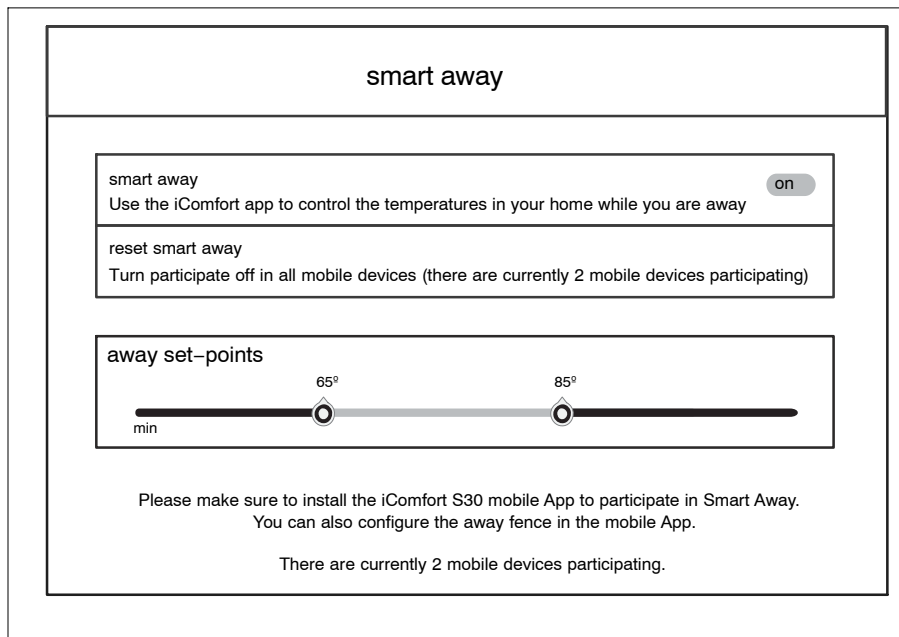 smart away
smart away
on
Use the iComfort app to control the temperatures in your home while you are away
reset smart away
Turn participate off in all mobile devices (there are currently 2 mobile devices participating)
away set–points
65º 85º
min
Please make sure to install the iComfort S30 mobile App to participate in Smart Away.
You can also configure the away fence in the mobile App.
There are currently 2 mobile devices participating.